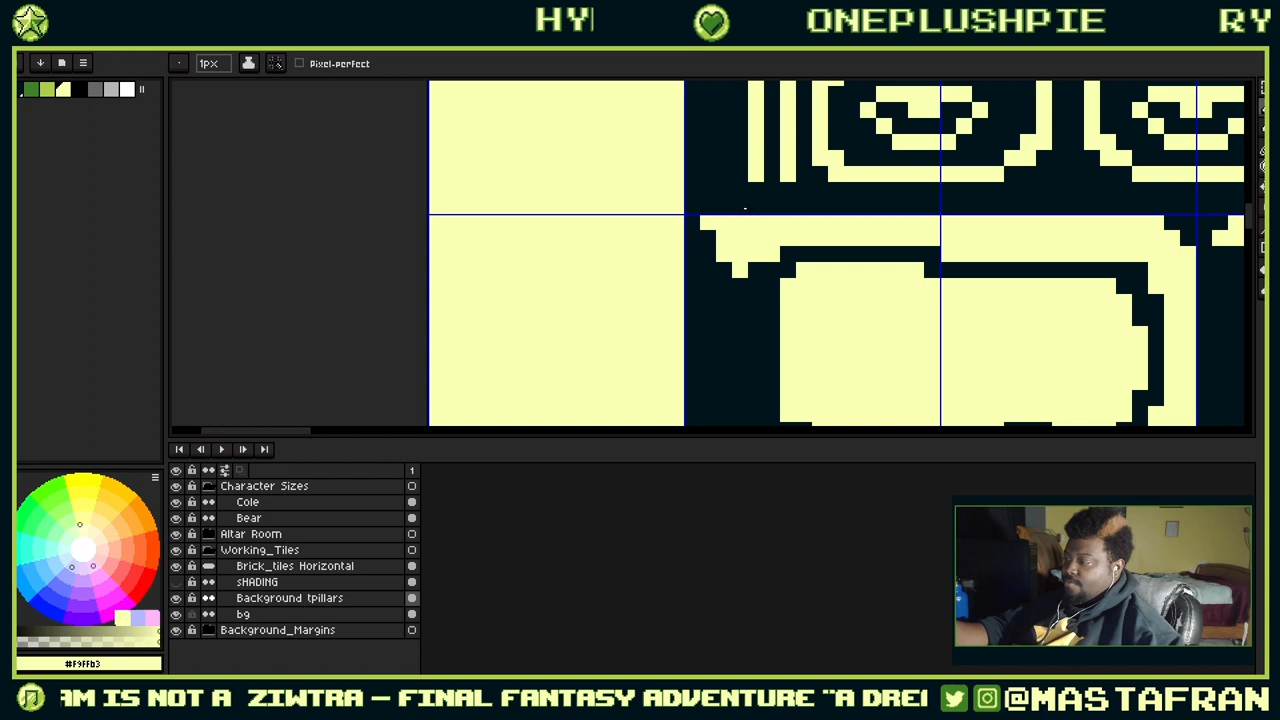 HY ONEPLUSHPIE RY
1px Pixel-perfect
1
Character Sizes
Cole
Bear
Altar Room
Working_Tiles
Brick_tiles Horizontal
sHADING
Background tpillars
bg
Background_Margins
#F9FFB3
AM IS NOT A ZIWTRA – FINAL FANTASY ADVENTURE "A DREA @MASTAFRAN